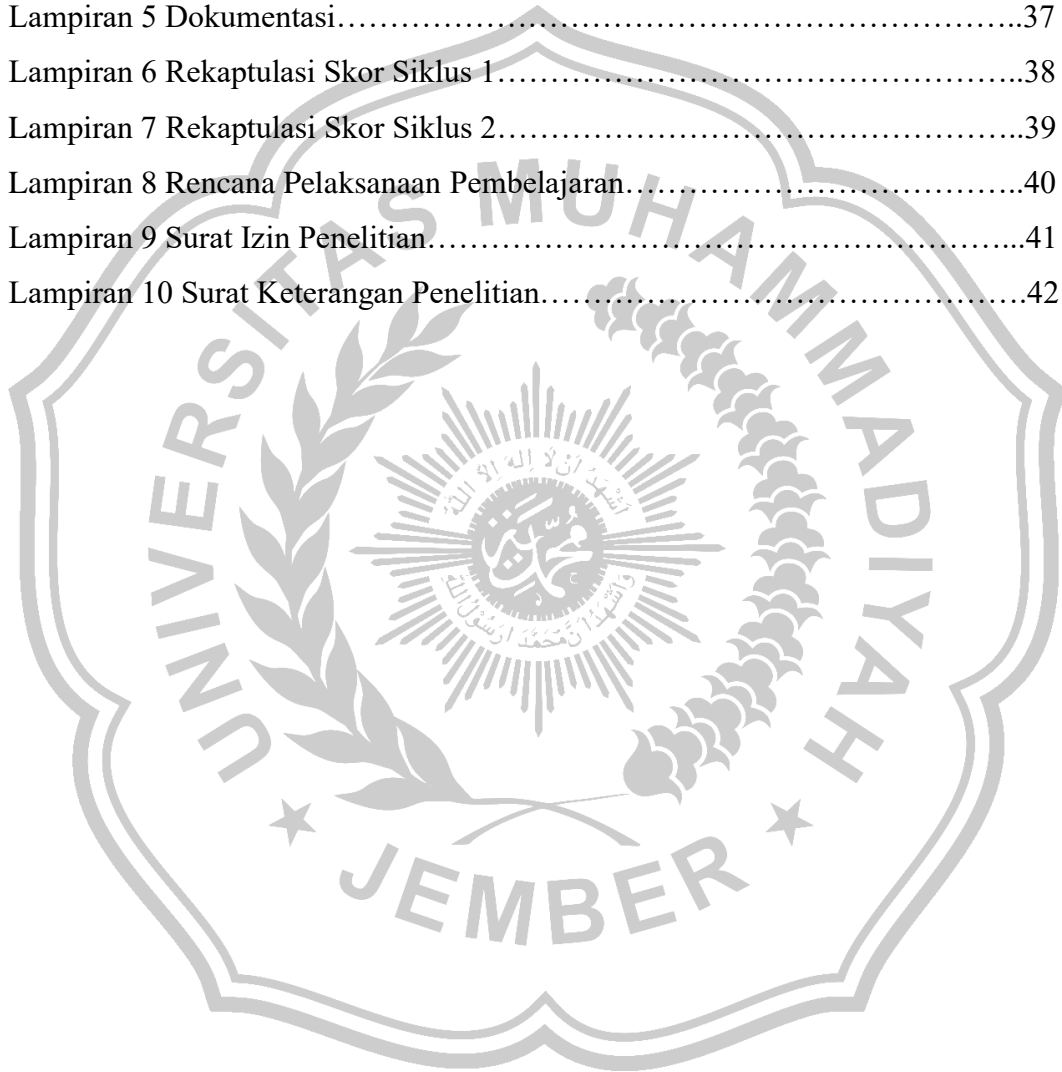 Lampiran 5 Dokumentasi…………………………………………………………..37
Lampiran 6 Rekaptulasi Skor Siklus 1……………………………………………..38
Lampiran 7 Rekaptulasi Skor Siklus 2……………………………………………..39
Lampiran 8 Rencana Pelaksanaan Pembelajaran…………………………………..40
Lampiran 9 Surat Izin Penelitian…………………………………………………...41
Lampiran 10 Surat Keterangan Penelitian………………………………………….42
UNIVERSITAS MUHAMMADIYAH
JEMBER